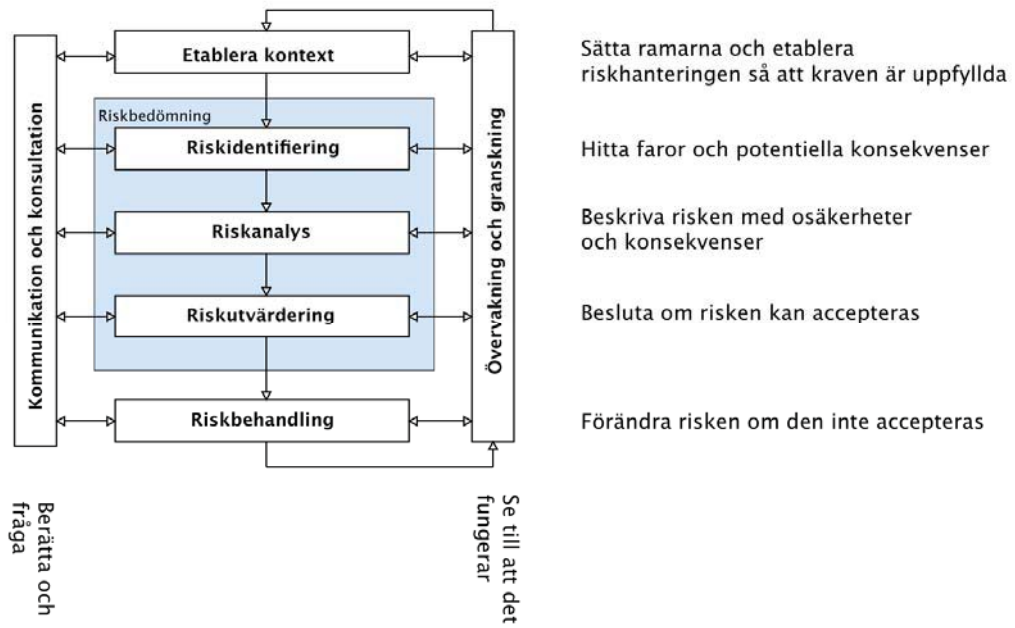 Etablera kontext
Sätta ramarna och etablera
riskhanteringen så att kraven är uppfyllda
Riskbedömning
Riskidentifiering
Hitta faror och potentiella konsekvenser
Riskanalys
Beskriva risken med osäkerheter
och konsekvenser
Riskutvärdering
Besluta om risken kan accepteras
Riskbehandling
Förändra risken om den inte accepteras
Kommunikation och konsultation
Övervakning och granskning
Berätta och
fråga
Se till att det
fungerar